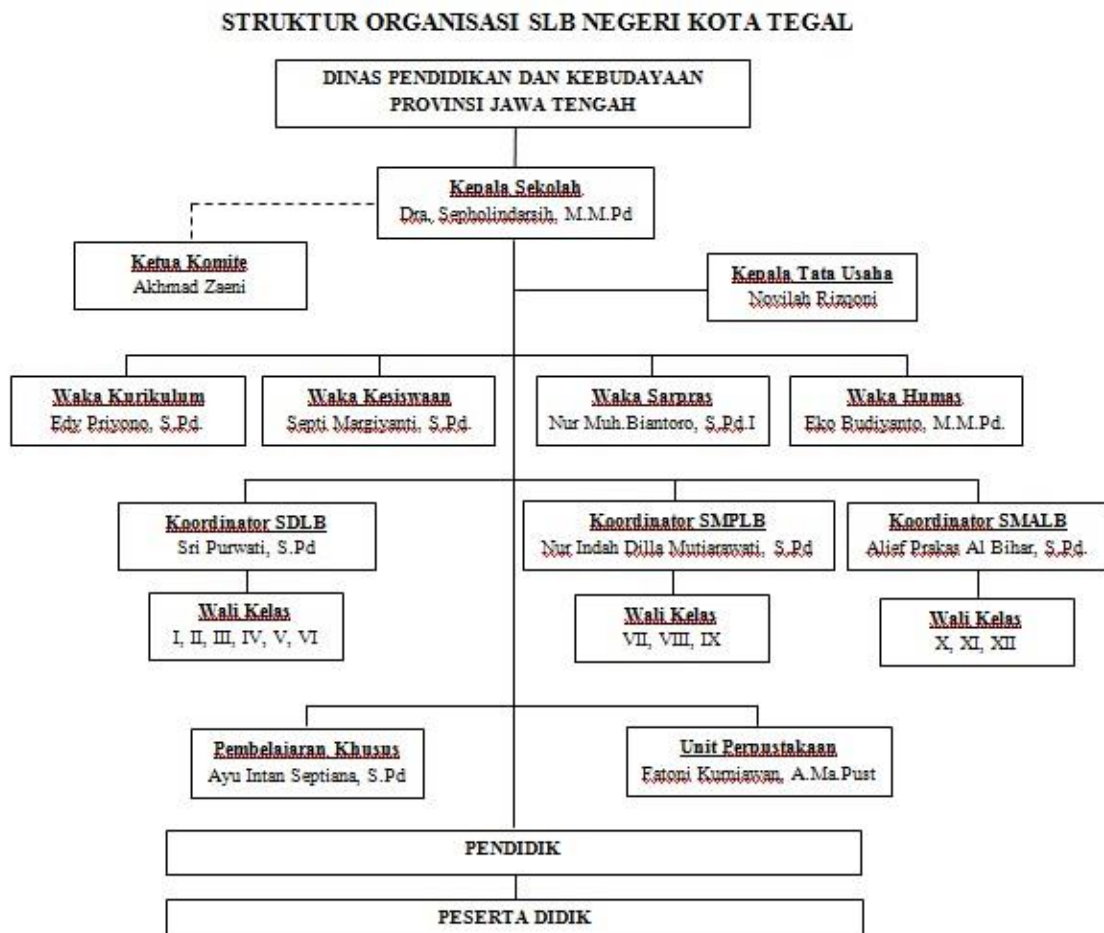 STRUKTUR ORGANISASI SLB NEGERI KOTA TEGAL
DINAS PENDIDIKAN DAN KEBUDAYAAN
PROVINSI JAWA TENGAH
Kepala Sekolah
Dra, Sepholindarsih, M.M.Pd
Ketua Komite
Akhmad Zaeni
Kepala Tata Usaha
Novilah Rizqoni
Waka Kurikulum
Edy Priyono, S.Pd.
Waka Kesiswaan
Septi Margiyanti, S.Pd.
Waka Sarpras
Nur Muh.Biantoro, S.Pd.I
Waka Humas
Eko Budiyanto, M.M.Pd.
Koordinator SDLB
Sri Purwati, S.Pd
Koordinator SMPLB
Nur Indah Dilla Mutiarawati, S.Pd
Koordinator SMALB
Alief Prakas Al Bihar, S.Pd.
Wali Kelas
I, II, III, IV, V, VI
Wali Kelas
VII, VIII, IX
Wali Kelas
X, XI, XII
Pembelajaran Khusus
Ayu Intan Septiana, S.Pd
Unit Perpustakaan
Fatoni Kurniawan, A.Ma.Pust
PENDIDIK
PESERTA DIDIK